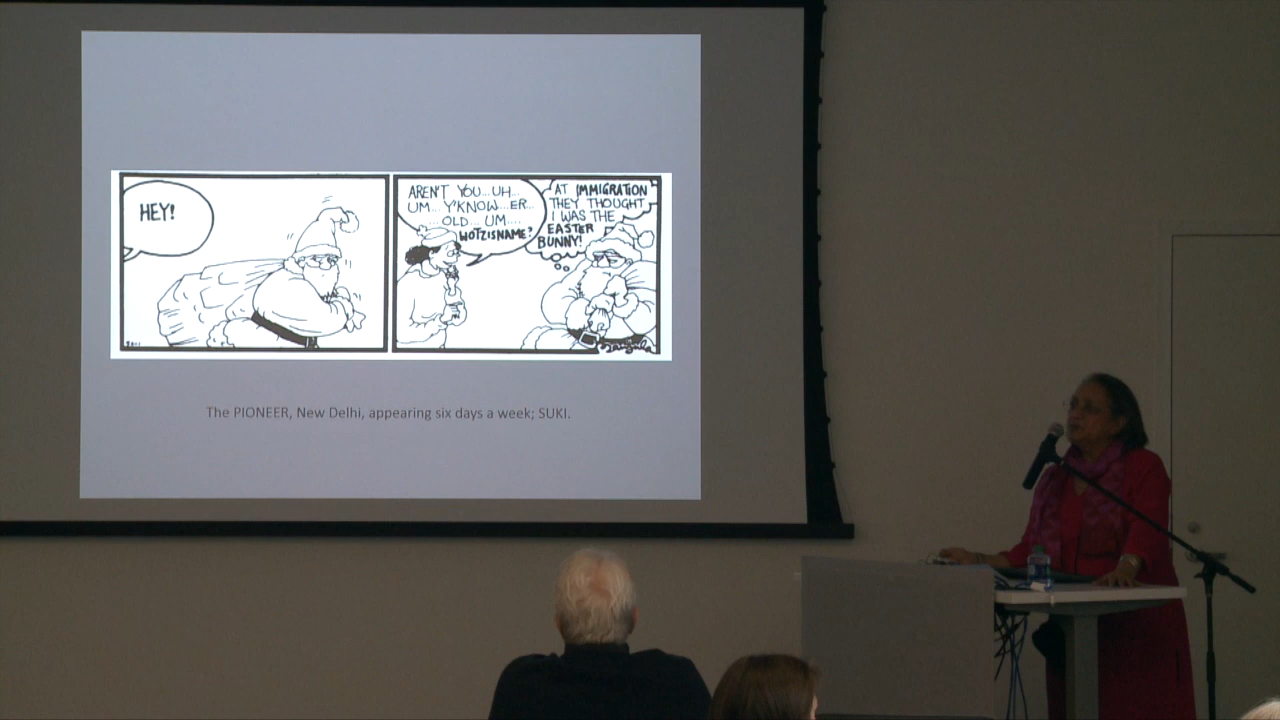 HEY!
AREN'T YOU...UH...
UM... Y'KNOW...ER..
...OLD... UM....
WOTZISNAME?
AT IMMIGRATION
THEY THOUGHT
I WAS THE
EASTER
BUNNY!
The PIONEER, New Delhi, appearing six days a week; SUKI.